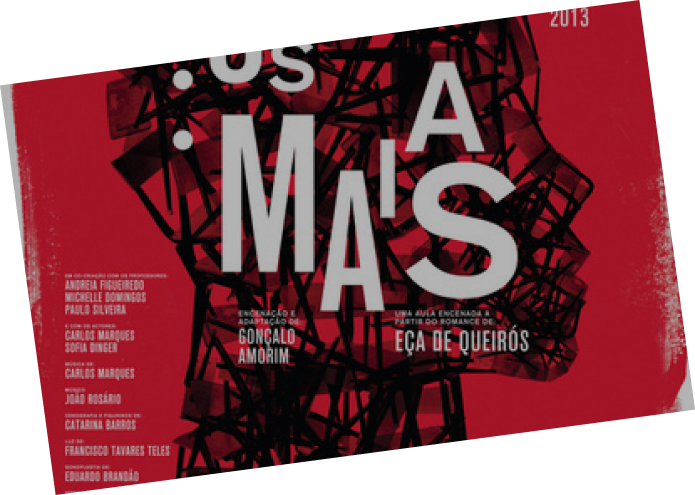 2013
OS
MAIAS
ENCENAÇÃO E
ADAPTAÇÃO DE:
GONÇALO
AMORIM
UMA AULA ENCENADA A
PARTIR DO ROMANCE DE:
EÇA DE QUEIRÓS
EM CO-CRIAÇÃO COM OS PROFESSORES:
ANDREIA FIGUEIREDO
MICHELLE DOMINGOS
PAULO SILVEIRA
E COM OS ACTORES:
CARLOS MARQUES
SOFIA DINGER
MÚSICA DE:
CARLOS MARQUES
MÚSICO:
JOÃO ROSÁRIO
CENOGRAFIA E FIGURINOS DE:
CATARINA BARROS
LUZ DE:
FRANCISCO TAVARES TELES
SONOPLASTIA DE:
EDUARDO BRANDÃO